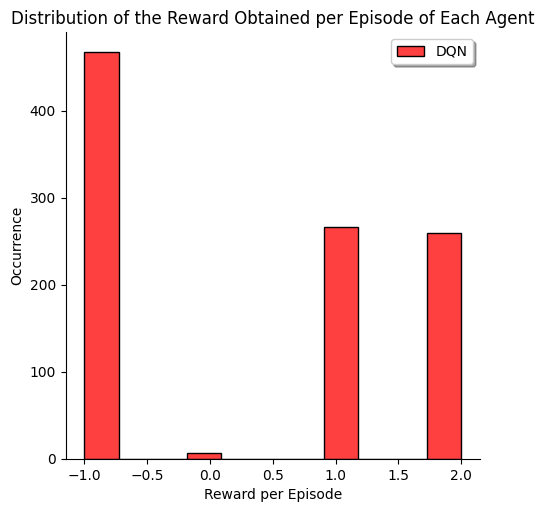 Distribution of the Reward Obtained per Episode of Each Agent
DQN
Occurrence
400
300
200
100
0
−1.0 −0.5 0.0 0.5 1.0 1.5 2.0
Reward per Episode